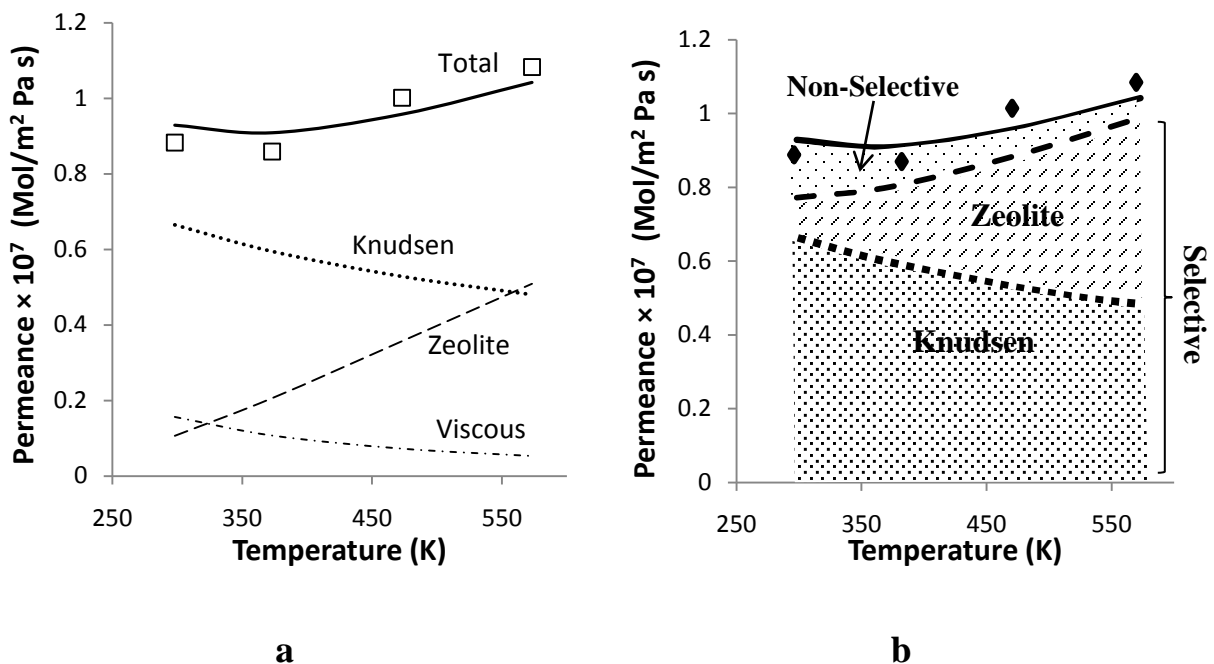 Permeance × 10⁷ (Mol/m² Pa s)
1.2
1
0.8
0.6
0.4
0.2
0
Total
Knudsen
Zeolite
Viscous
250 350 450 550
Temperature (K)
a
Permeance × 10⁷ (Mol/m² Pa s)
1.2
1
0.8
0.6
0.4
0.2
0
Non-Selective
Zeolite
Knudsen
Selective
250 350 450 550
Temperature (K)
b